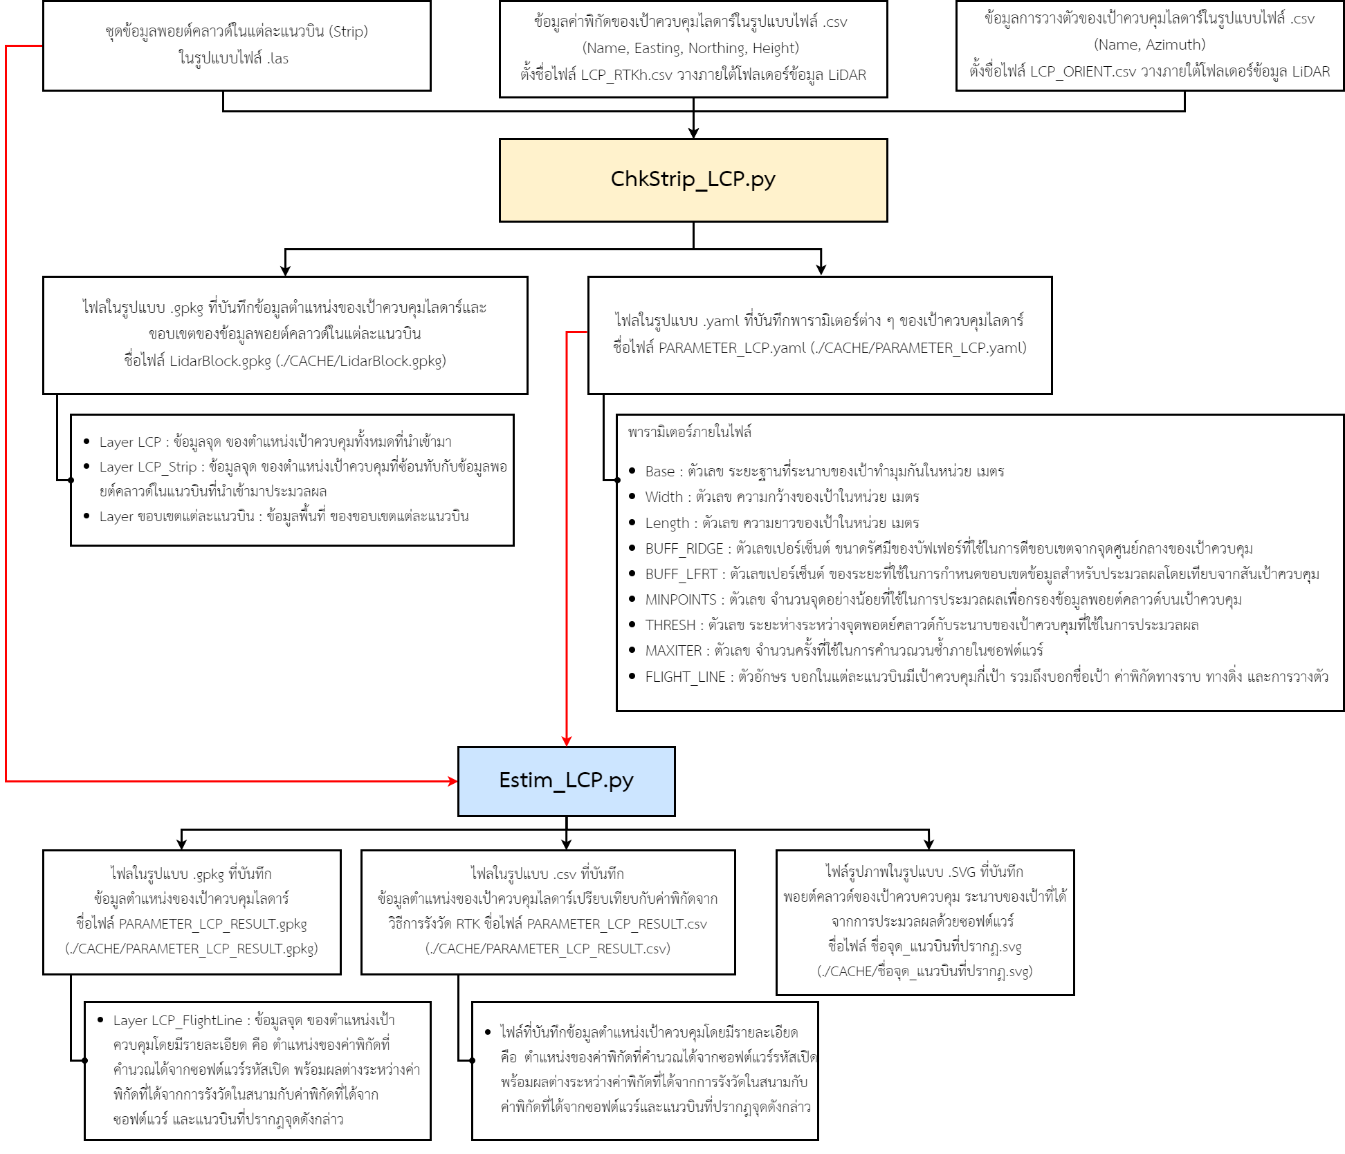 ชุดข้อมูลพอยต์คลาวด์ในแต่ละแนวบิน (Strip)
ในรูปแบบไฟล์ .las
ข้อมูลค่าพิกัดของเป้าควบคุมไลดาร์ในรูปแบบไฟล์ .csv
(Name, Easting, Northing, Height)
ตั้งชื่อไฟล์ LCP_RTKh.csv วางภายใต้โฟลเดอร์ข้อมูล LiDAR
ข้อมูลการวางตัวของเป้าควบคุมไลดาร์ในรูปแบบไฟล์ .csv
(Name, Azimuth)
ตั้งชื่อไฟล์ LCP_ORIENT.csv วางภายใต้โฟลเดอร์ข้อมูล LiDAR
ChkStrip_LCP.py
ไฟลในรูปแบบ .gpkg ที่บันทึกข้อมูลตำแหน่งของเป้าควบคุมไลดาร์และ
ขอบเขตของข้อมูลพอยต์คลาวด์ในแต่ละแนวบิน
ชื่อไฟล์ LidarBlock.gpkg (./CACHE/LidarBlock.gpkg)
ไฟลในรูปแบบ .yaml ที่บันทึกพารามิเตอร์ต่าง ๆ ของเป้าควบคุมไลดาร์
ชื่อไฟล์ PARAMETER_LCP.yaml (./CACHE/PARAMETER_LCP.yaml)
• Layer LCP : ข้อมูลจุด ของตำแหน่งเป้าควบคุมทั้งหมดที่นำเข้ามา
• Layer LCP_Strip : ข้อมูลจุด ของตำแหน่งเป้าควบคุมที่ซ้อนทับกับข้อมูลพอ
ยต์คลาวด์ในแนวบินที่นำเข้ามาประมวลผล
• Layer ขอบเขตแต่ละแนวบิน : ข้อมูลพื้นที่ ของขอบเขตแต่ละแนวบิน
พารามิเตอร์ภายในไฟล์
• Base : ตัวเลข ระยะฐานที่ระนาบของเป้าทำมุมกันในหน่วย เมตร
• Width : ตัวเลข ความกว้างของเป้าในหน่วย เมตร
• Length : ตัวเลข ความยาวของเป้าในหน่วย เมตร
• BUFF_RIDGE : ตัวเลขเปอร์เซ็นต์ ขนาดรัศมีของบัฟเฟอร์ที่ใช้ในการตีขอบเขตจากจุดศูนย์กลางของเป้าควบคุม
• BUFF_LFRT : ตัวเลขเปอร์เซ็นต์ ของระยะที่ใช้ในการกำหนดขอบเขตข้อมูลสำหรับประมวลผลโดยเทียบจากสันเป้าควบคุม
• MINPOINTS : ตัวเลข จำนวนจุดอย่างน้อยที่ใช้ในการประมวลผลเพื่อกรองข้อมูลพอยต์คลาวด์บนเป้าควบคุม
• THRESH : ตัวเลข ระยะห่างระหว่างจุดพอตย์คลาวด์กับระนาบของเป้าควบคุมที่ใช้ในการประมวลผล
• MAXITER : ตัวเลข จำนวนครั้งที่ใช้ในการคำนวณวนซ้ำภายในซอฟต์แวร์
• FLIGHT_LINE : ตัวอักษร บอกในแต่ละแนวบินมีเป้าควบคุมกี่เป้า รวมถึงบอกชื่อเป้า ค่าพิกัดทางราบ ทางดิ่ง และการวางตัว
Estim_LCP.py
ไฟลในรูปแบบ .gpkg ที่บันทึก
ข้อมูลตำแหน่งของเป้าควบคุมไลดาร์
ชื่อไฟล์ PARAMETER_LCP_RESULT.gpkg
(./CACHE/PARAMETER_LCP_RESULT.gpkg)
ไฟลในรูปแบบ .csv ที่บันทึก
ข้อมูลตำแหน่งของเป้าควบคุมไลดาร์เปรียบเทียบกับค่าพิกัดจาก
วิธีการรังวัด RTK ชื่อไฟล์ PARAMETER_LCP_RESULT.csv
(./CACHE/PARAMETER_LCP_RESULT.csv)
ไฟล์รูปภาพในรูปแบบ .SVG ที่บันทึก
พอยต์คลาวด์ของเป้าควบควบคุม ระนาบของเป้าที่ได้
จากการประมวลผลด้วยซอฟต์แวร์
ชื่อไฟล์ ชื่อจุด_แนวบินที่ปรากฏ.svg
(./CACHE/ชื่อจุด_แนวบินที่ปรากฏ.svg)
• Layer LCP_FlightLine : ข้อมูลจุด ของตำแหน่งเป้า
ควบคุมโดยมีรายละเอียด คือ ตำแหน่งของค่าพิกัดที่
คำนวณได้จากซอฟต์แวร์รหัสเปิด พร้อมผลต่างระหว่างค่า
พิกัดที่ได้จากการรังวัดในสนามกับค่าพิกัดที่ได้จาก
ซอฟต์แวร์ และแนวบินที่ปรากฏจุดดังกล่าว
• ไฟล์ที่บันทึกข้อมูลตำแหน่งเป้าควบคุมโดยมีรายละเอียด
คือ ตำแหน่งของค่าพิกัดที่คำนวณได้จากซอฟต์แวร์รหัสเปิด
พร้อมผลต่างระหว่างค่าพิกัดที่ได้จากการรังวัดในสนามกับ
ค่าพิกัดที่ได้จากซอฟต์แวร์และแนวบินที่ปรากฏจุดดังกล่าว